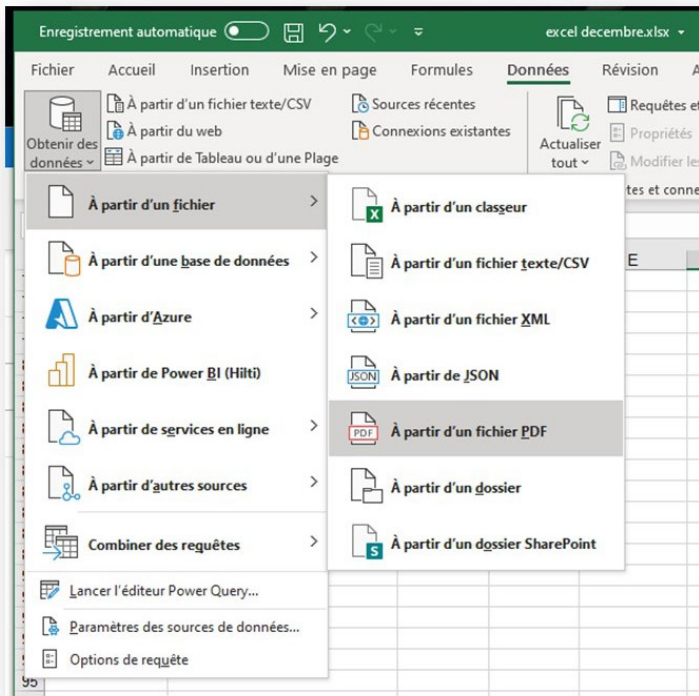 Enregistrement automatique
excel decembre.xlsx
Fichier Accueil Insertion Mise en page Formules Données Révision
Obtenir des données
À partir d'un fichier texte/CSV
À partir du web
À partir de Tableau ou d'une Plage
Sources récentes
Connexions existantes
Actualiser tout
Requêtes et
Propriétés
Modifier les
tes et conne
À partir d'un fichier
À partir d'une base de données
À partir d'Azure
À partir de Power BI (Hilti)
À partir de services en ligne
À partir d'autres sources
Combiner des requêtes
Lancer l'éditeur Power Query...
Paramètres des sources de données...
Options de requête
À partir d'un classeur
À partir d'un fichier texte/CSV
À partir d'un fichier XML
JSON
À partir de JSON
PDF
À partir d'un fichier PDF
À partir d'un dossier
À partir d'un dossier SharePoint
E
95